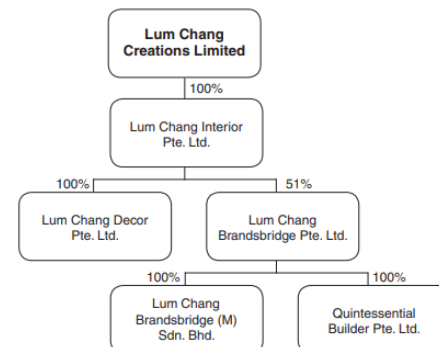 Lum Chang
Creations Limited
100%
Lum Chang Interior
Pte. Ltd.
100%
51%
Lum Chang Decor
Pte. Ltd.
Lum Chang
Brandsbridge Pte. Ltd.
100%
100%
Lum Chang
Brandsbridge (M)
Sdn. Bhd.
Quintessential
Builder Pte. Ltd.